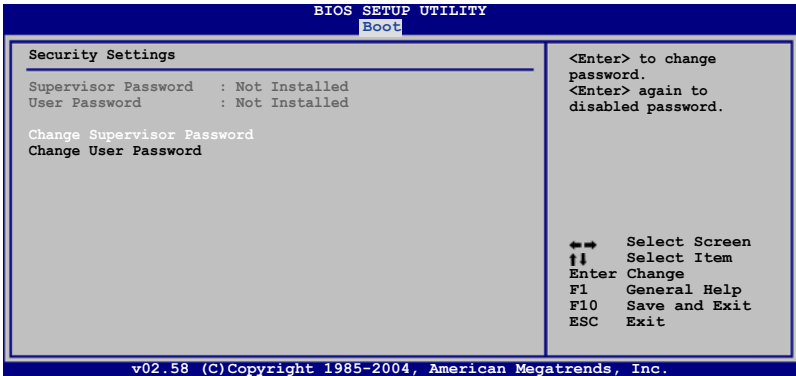 BIOS SETUP UTILITY
Boot
Security Settings
Supervisor Password : Not Installed
User Password : Not Installed
Change Supervisor Password
Change User Password
<Enter> to change
password.
<Enter> again to
disabled password.
←→ Select Screen
↑↓ Select Item
Enter Change
F1 General Help
F10 Save and Exit
ESC Exit
v02.58 (C)Copyright 1985-2004, American Megatrends, Inc.